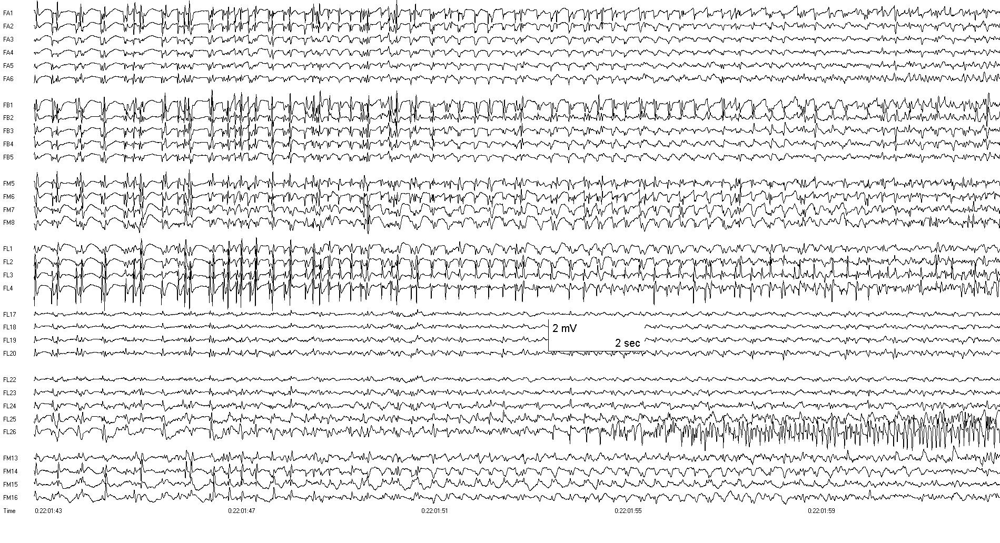 FA1
FA2
FA3
FA4
FA5
FA6
FB1
FB2
FB3
FB4
FB5
FM5
FM6
FM7
FM8
FL1
FL2
FL3
FL4
FL17
FL18
2 mV
FL19
2 sec
FL20
FL22
FL23
FL24
FL25
FL26
FM13
FM14
FM15
FM16
Time 0:22:01:43 0:22:01:47 0:22:01:51 0:22:01:55 0:22:01:59